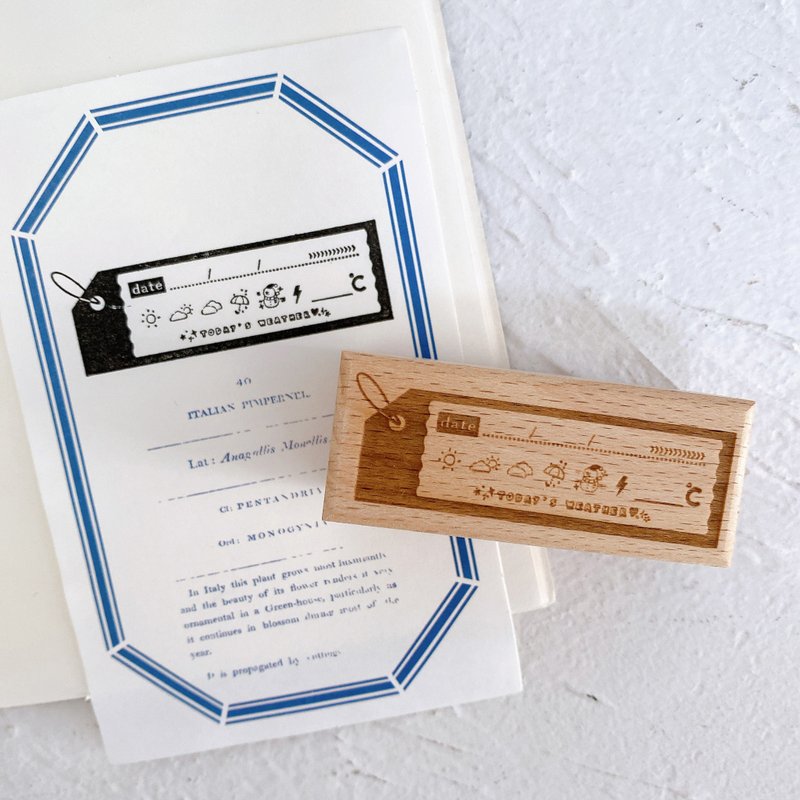 date / /
℃
TODAY'S WEATHER
40
ITALIAN PIMPERNEL.
Lat: Anagallis Monellis.
Cl: PENTANDRIA
Ord: MONOGYNI
In Italy this plant grows most luxuriantly
and the beauty of its flower renders it very
ornamental in a Green-house, particularly as
it continues in blossom during most of the
year.
It is propagated by cuttings
date / /
℃
TODAY'S WEATHER